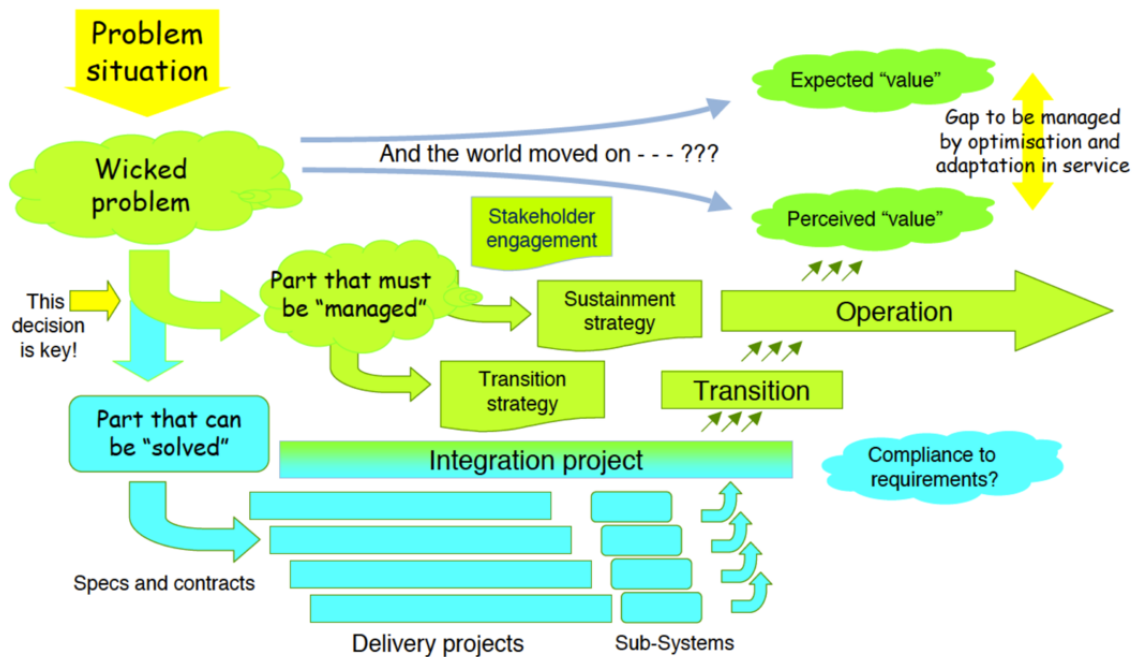 Problem
situation
Expected “value”
Gap to be managed
by optimisation and
adaptation in service
And the world moved on - - - ???
Wicked
problem
Perceived “value”
Stakeholder
engagement
Part that must
be “managed”
This
decision
is key!
Sustainment
strategy
Operation
Transition
strategy
Transition
Part that can
be “solved”
Integration project
Compliance to
requirements?
Specs and contracts
Delivery projects
Sub-Systems